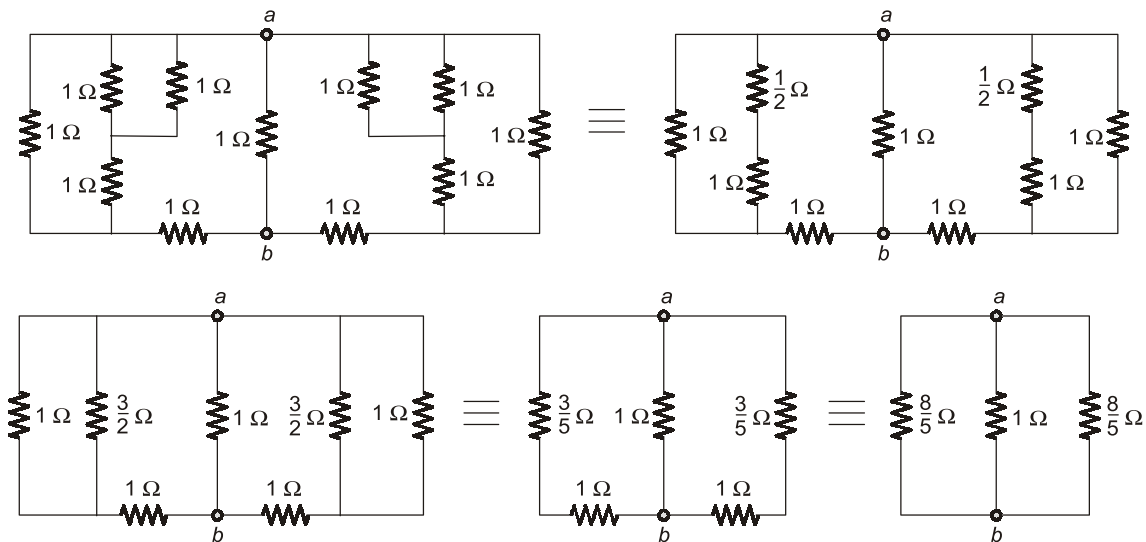 a a
1 Ω 1 Ω 1 Ω 1 Ω 1/2 Ω 1/2 Ω
1 Ω 1 Ω 1 Ω ≡ 1 Ω 1 Ω 1 Ω
1 Ω 1 Ω 1 Ω 1 Ω
1 Ω 1 Ω 1 Ω 1 Ω
b b
a a a
1 Ω 3/2 Ω 1 Ω 3/2 Ω 1 Ω ≡ 3/5 Ω 1 Ω 3/5 Ω ≡ 8/5 Ω 1 Ω 8/5 Ω
1 Ω 1 Ω 1 Ω 1 Ω
b b b